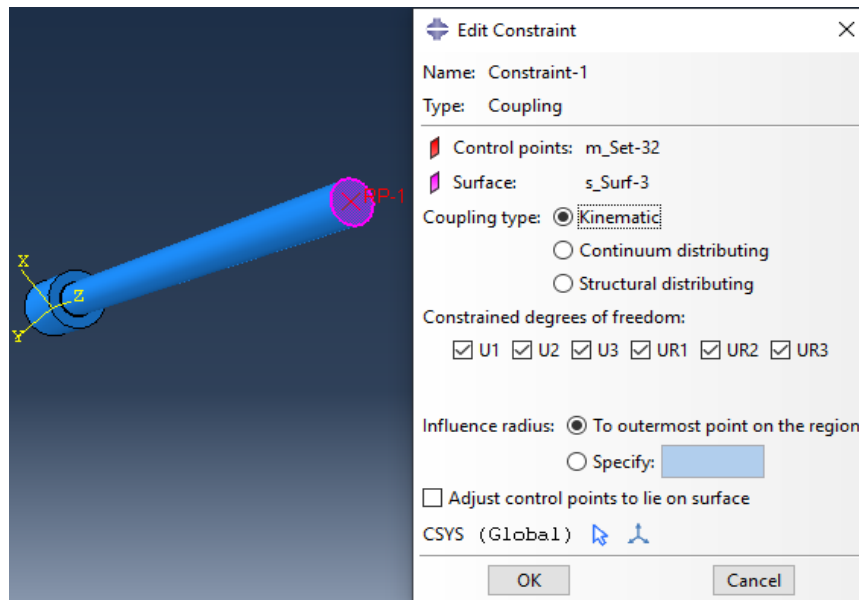 Edit Constraint
Name: Constraint-1
Type: Coupling
Control points: m_Set-32
Surface: s_Surf-3
Coupling type: Kinematic
Continuum distributing
Structural distributing
Constrained degrees of freedom:
U1 U2 U3 UR1 UR2 UR3
Influence radius: To outermost point on the region
Specify:
Adjust control points to lie on surface
CSYS (Global)
OK Cancel
RP-1
X
Z
Y